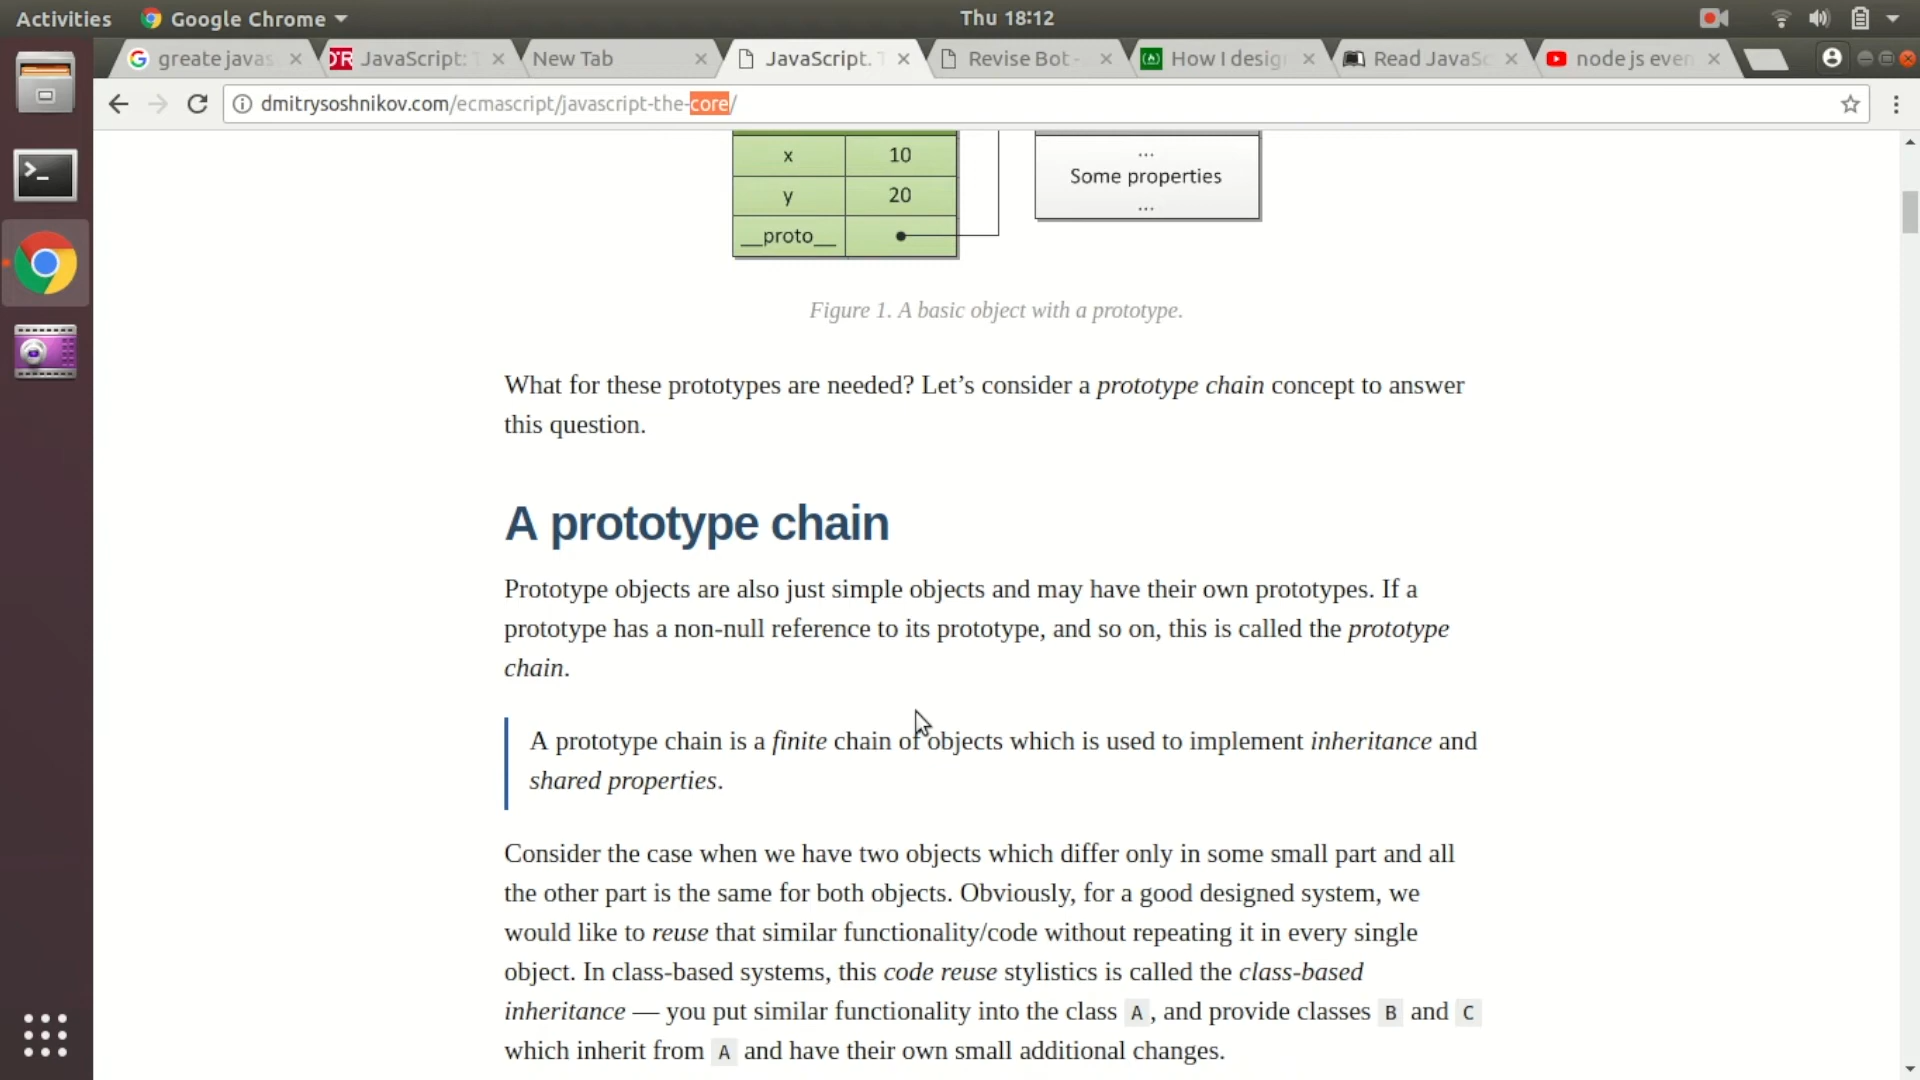 Activities
Google Chrome
Thu 18:12
greate javas
JavaScript: T
New Tab
JavaScript. T
Revise Bot -
How I desig
Read JavaSc
node js even
dmitrysoshnikov.com/ecmascript/javascript-the-core/
x 10
y 20
__proto__
...
Some properties
...
Figure 1. A basic object with a prototype.
What for these prototypes are needed? Let’s consider a prototype chain concept to answer
this question.
A prototype chain
Prototype objects are also just simple objects and may have their own prototypes. If a
prototype has a non-null reference to its prototype, and so on, this is called the prototype
chain.
A prototype chain is a finite chain of objects which is used to implement inheritance and
shared properties.
Consider the case when we have two objects which differ only in some small part and all
the other part is the same for both objects. Obviously, for a good designed system, we
would like to reuse that similar functionality/code without repeating it in every single
object. In class-based systems, this code reuse stylistics is called the class-based
inheritance — you put similar functionality into the class A, and provide classes B and C
which inherit from A and have their own small additional changes.